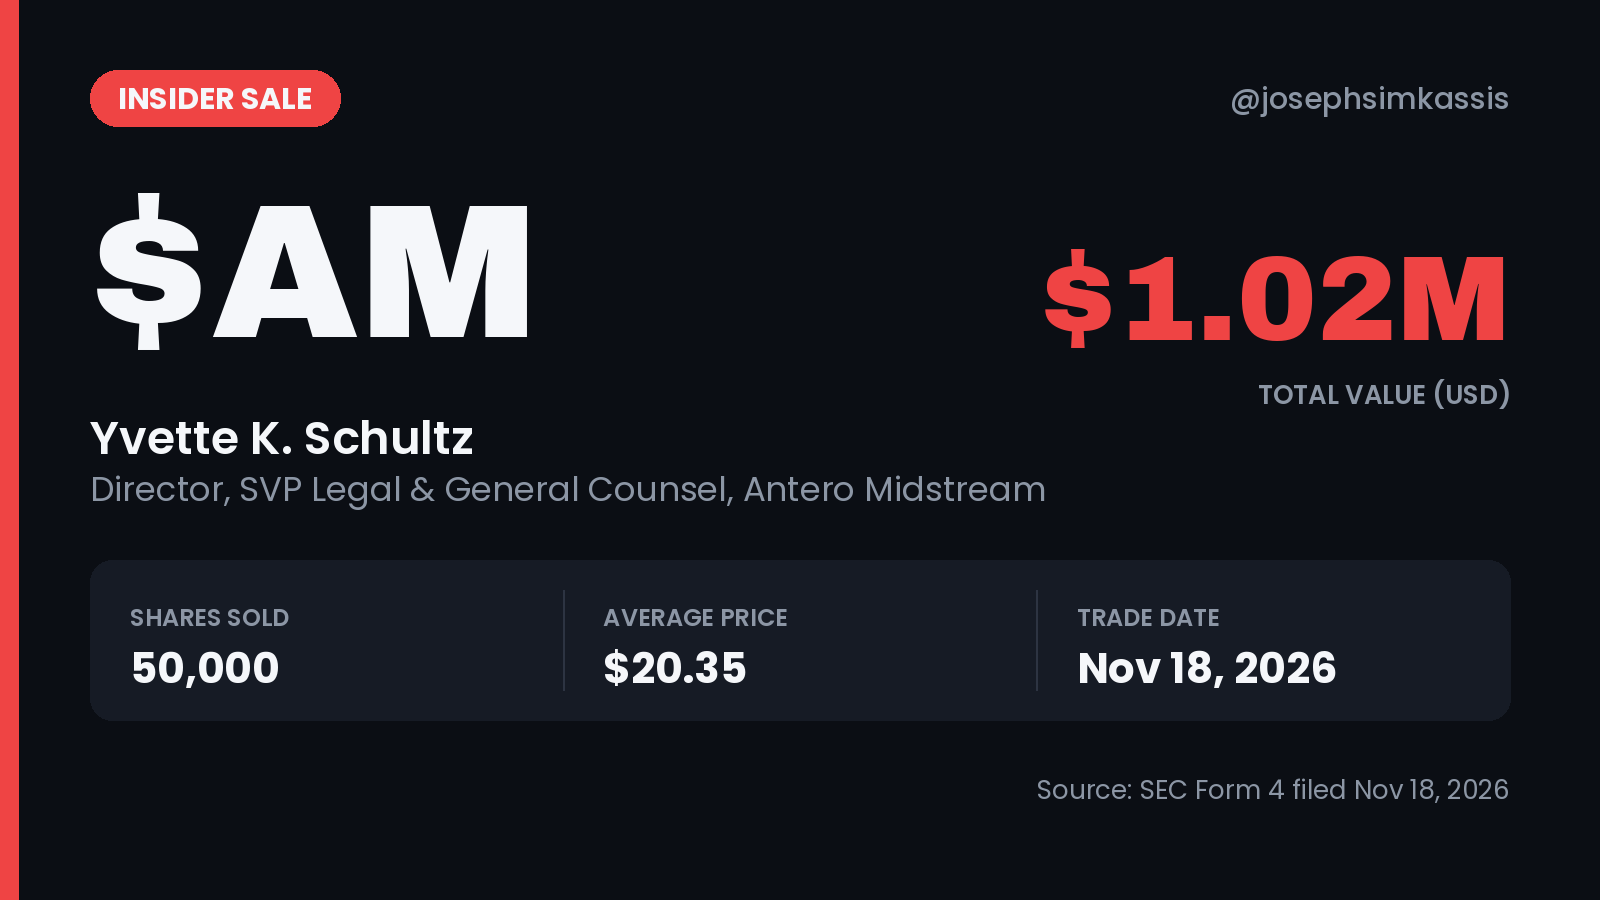 INSIDER SALE
@josephsimkassis
$AM
$1.02M
TOTAL VALUE (USD)
Yvette K. Schultz
Director, SVP Legal & General Counsel, Antero Midstream
SHARES SOLD
50,000
AVERAGE PRICE
$20.35
TRADE DATE
Nov 18, 2026
Source: SEC Form 4 filed Nov 18, 2026